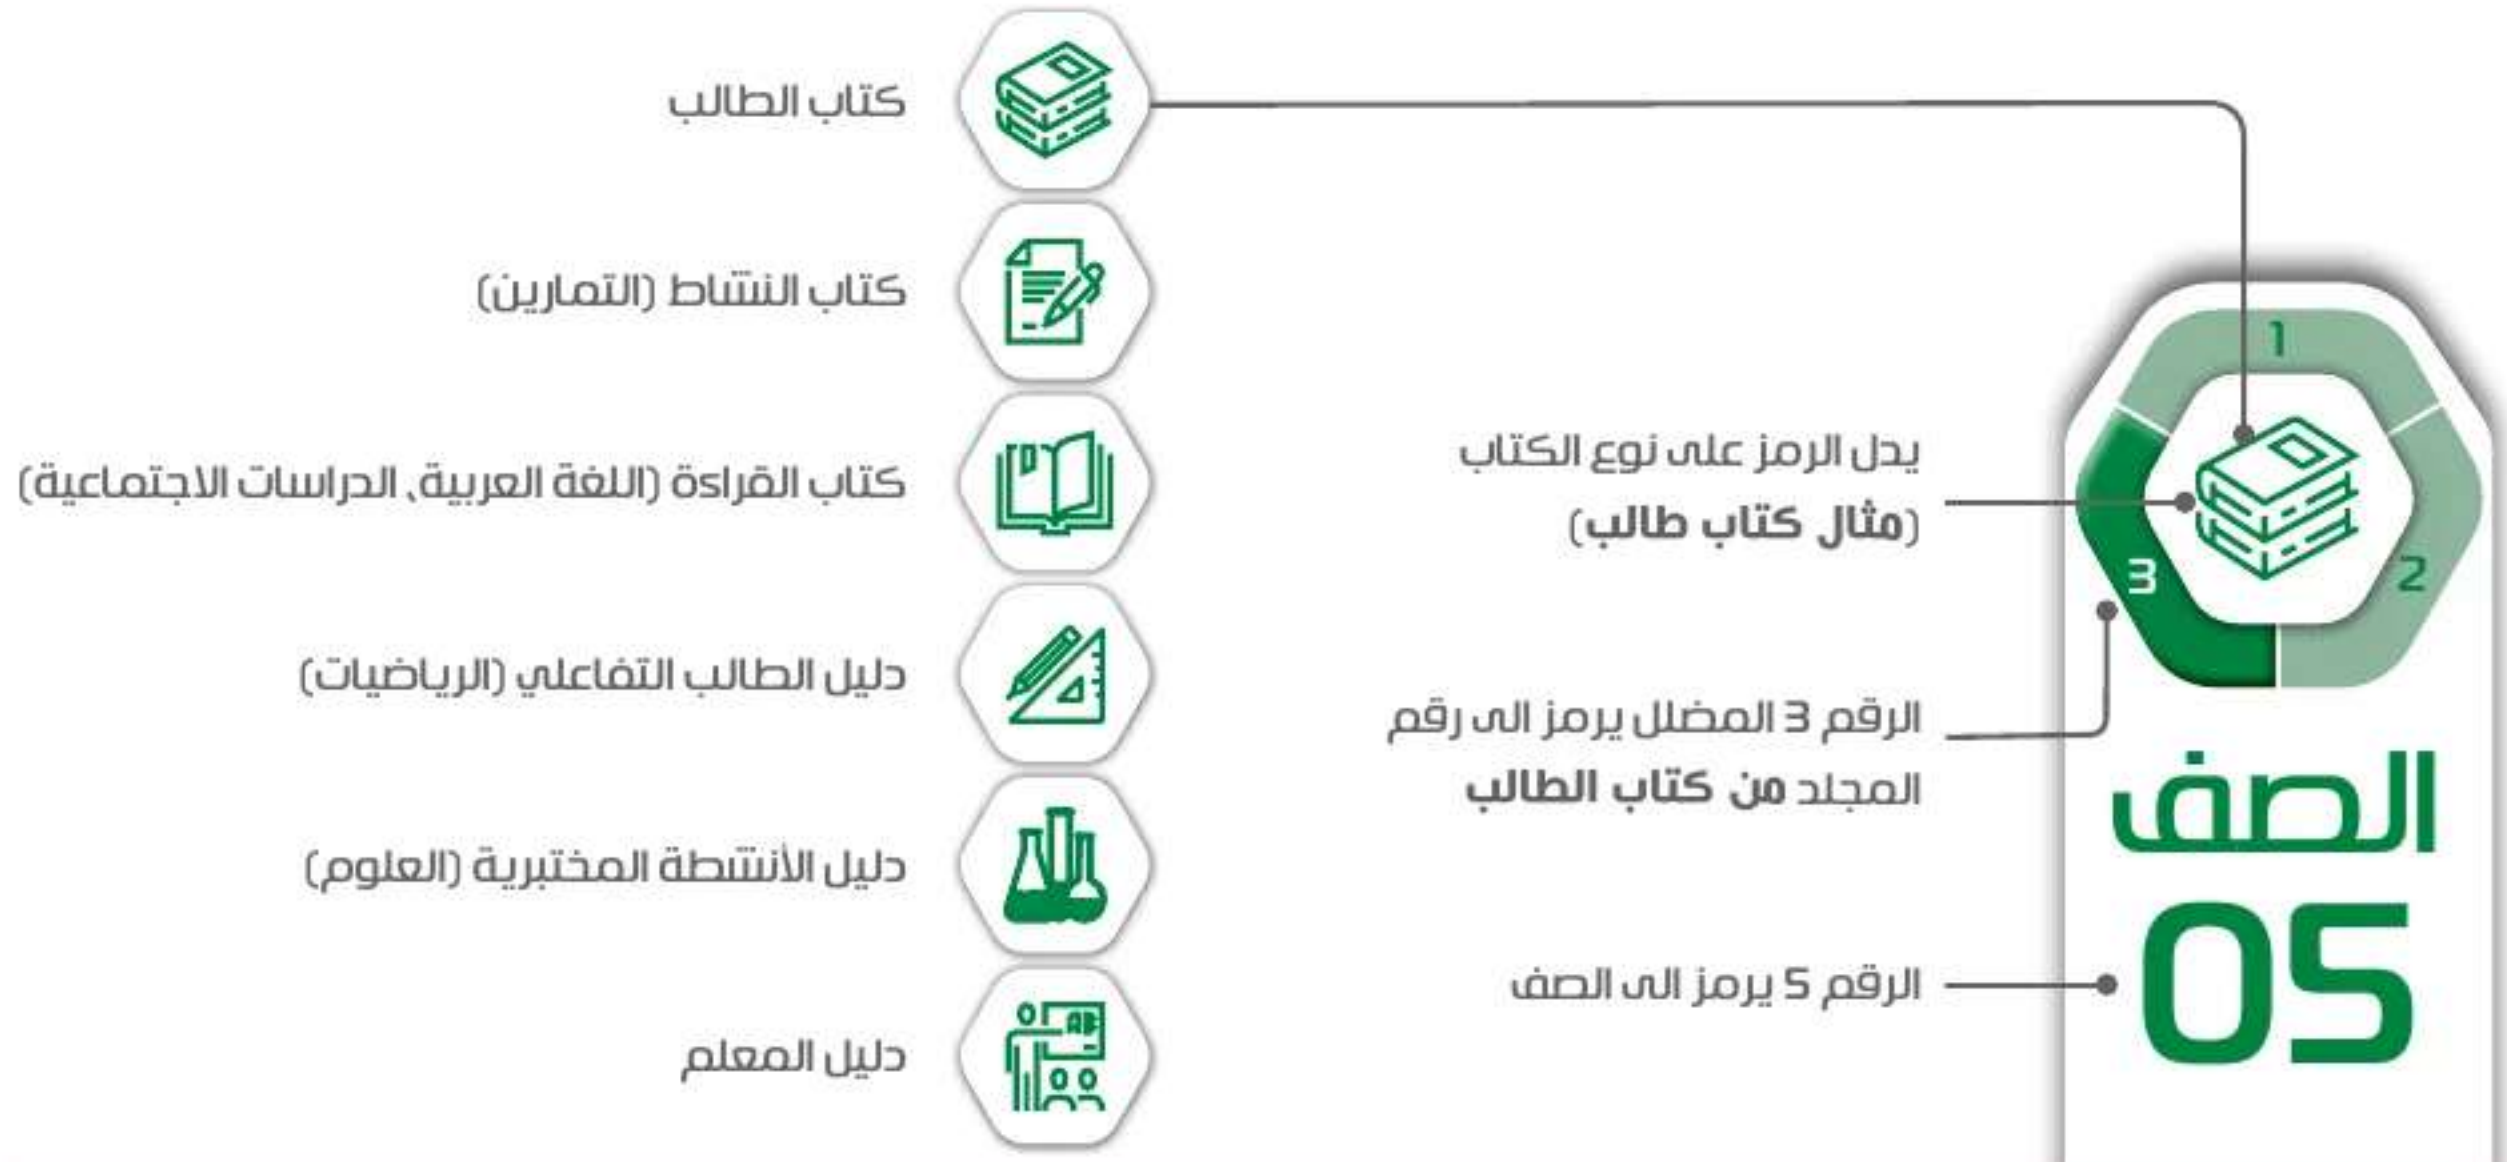 1
2
3
الصف
05
يدل الرمز على نوع الكتاب
(مثال كتاب طالب)
الرقم 3 المضلل يرمز الى رقم
المجلد من كتاب الطالب
الرقم 5 يرمز الى الصف
كتاب الطالب
كتاب النشاط (التمارين)
كتاب القراءة (اللغة العربية، الدراسات الاجتماعية)
دليل الطالب التفاعلي (الرياضيات)
دليل الأنشطة المختبرية (العلوم)
دليل المعلم
AB